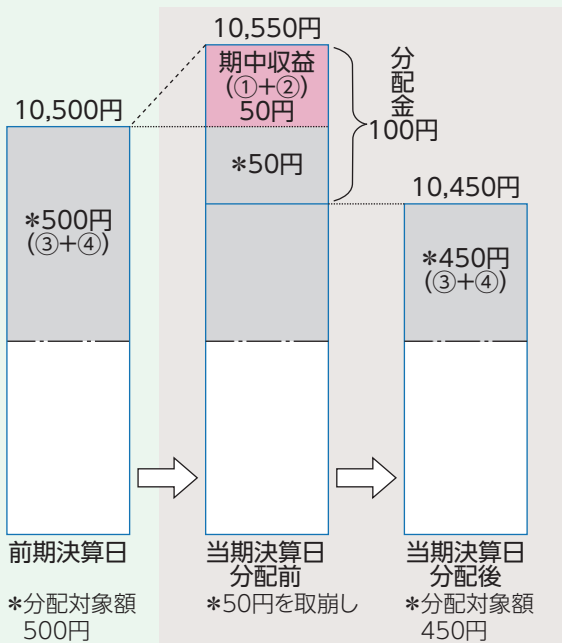 10,550円
期中収益
(①+②)
50円
分配金
100円
10,500円
*50円
10,450円
*500円
(③+④)
*450円
(③+④)
前期決算日
当期決算日
分配前
当期決算日
分配後
*分配対象額
500円
*50円を取崩し
*分配対象額
450円